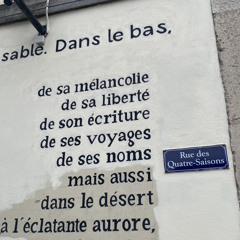 sable. Dans le bas,
de sa mélancolie
de sa liberté
de son écriture
de ses voyages
de ses noms
mais aussi
dans le désert
à l'éclatante aurore,
Rue des
Quatre-Saisons